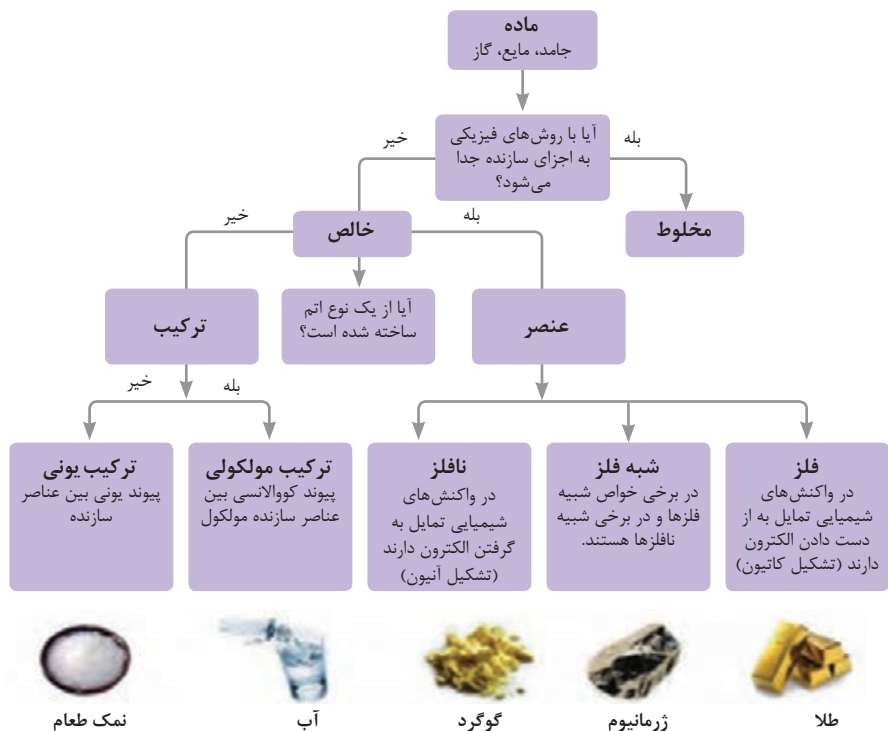 ماده
جامد، مایع، گاز
آیا با روش‌های فیزیکی
به اجزای سازنده جدا
می‌شود؟
بله
خیر
مخلوط
خالص
بله
خیر
آیا از یک نوع اتم
ساخته شده است؟
عنصر
ترکیب
بله
خیر
فلز
در واکنش‌های
شیمیایی تمایل به از
دست دادن الکترون
دارند (تشکیل کاتیون)
شبه فلز
در برخی خواص شبیه
فلزها و در برخی شبیه
نافلزها هستند.
نافلز
در واکنش‌های
شیمیایی تمایل به
گرفتن الکترون دارند
(تشکیل آنیون)
ترکیب مولکولی
پیوند کووالانسی بین
عناصر سازنده مولکول
ترکیب یونی
پیوند یونی بین عناصر
سازنده
طلا
ژرمانیوم
گوگرد
آب
نمک طعام